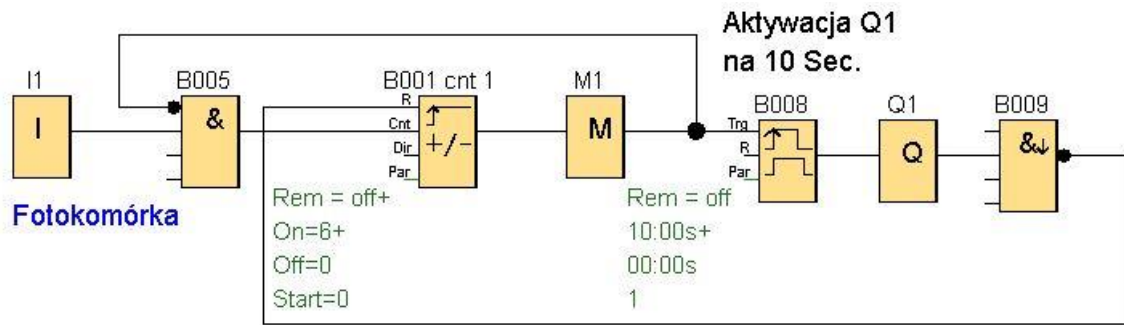 Aktywacja Q1
na 10 Sec.
I1
B005
B001 cnt 1
M1
B008
Q1
B009
I
&
R
Cnt
Dir
Par
+/-
M
Trg
R
Par
Q
&↓
Fotokomórka
Rem = off+
On=6+
Off=0
Start=0
Rem = off
10:00s+
00:00s
1